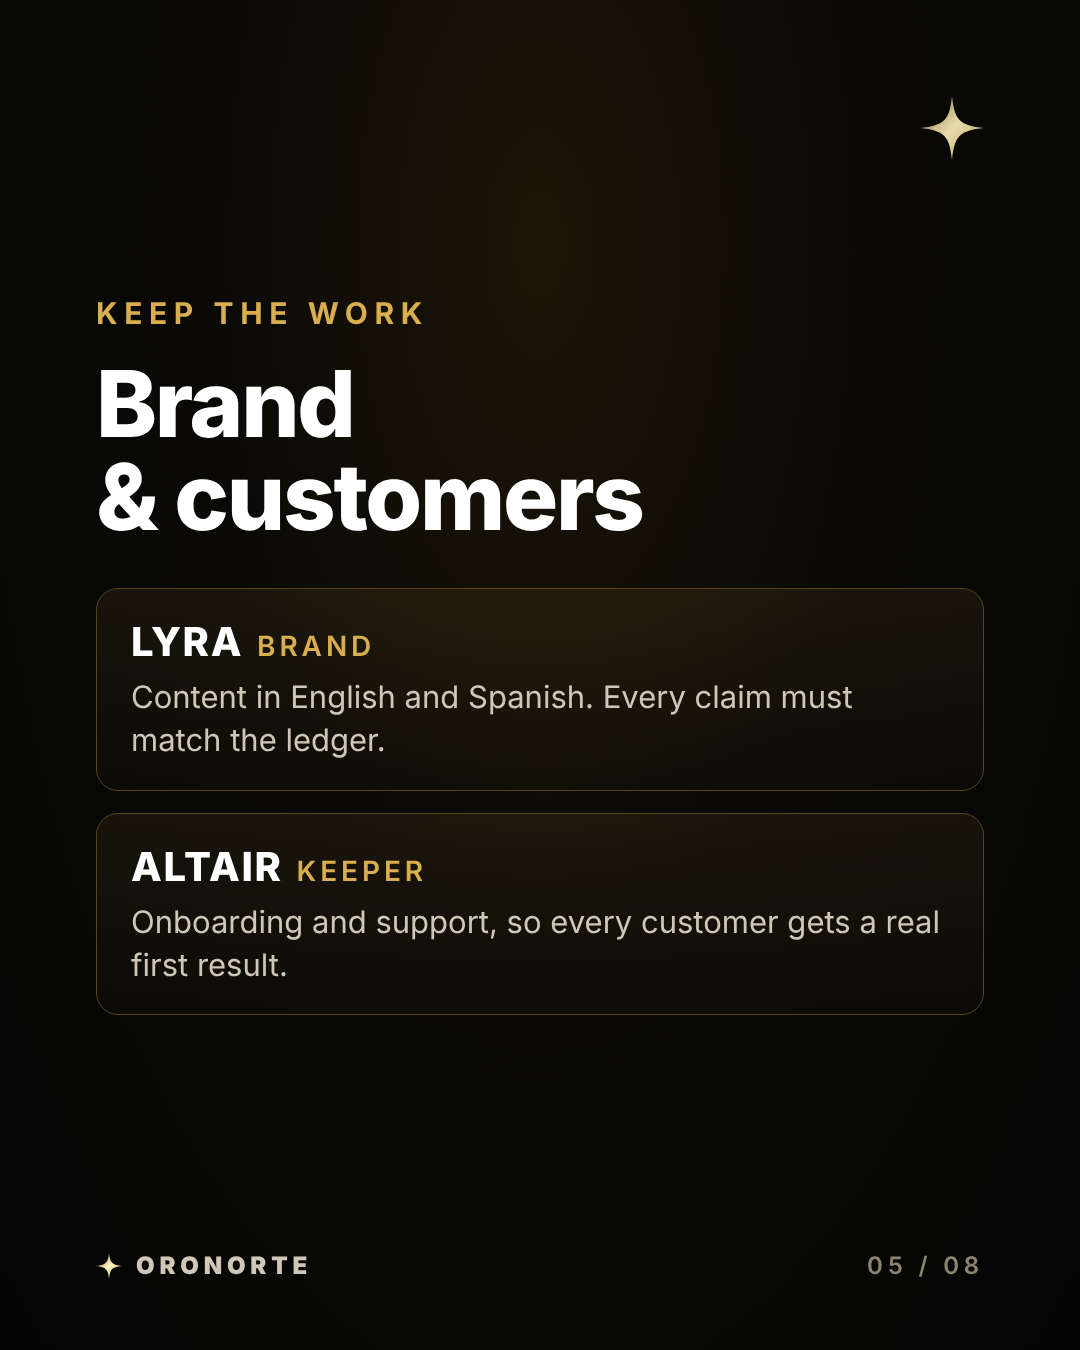 KEEP THE WORK
Brand
& customers
LYRA BRAND
Content in English and Spanish. Every claim must
match the ledger.
ALTAIR KEEPER
Onboarding and support, so every customer gets a real
first result.
ORONORTE
05 / 08